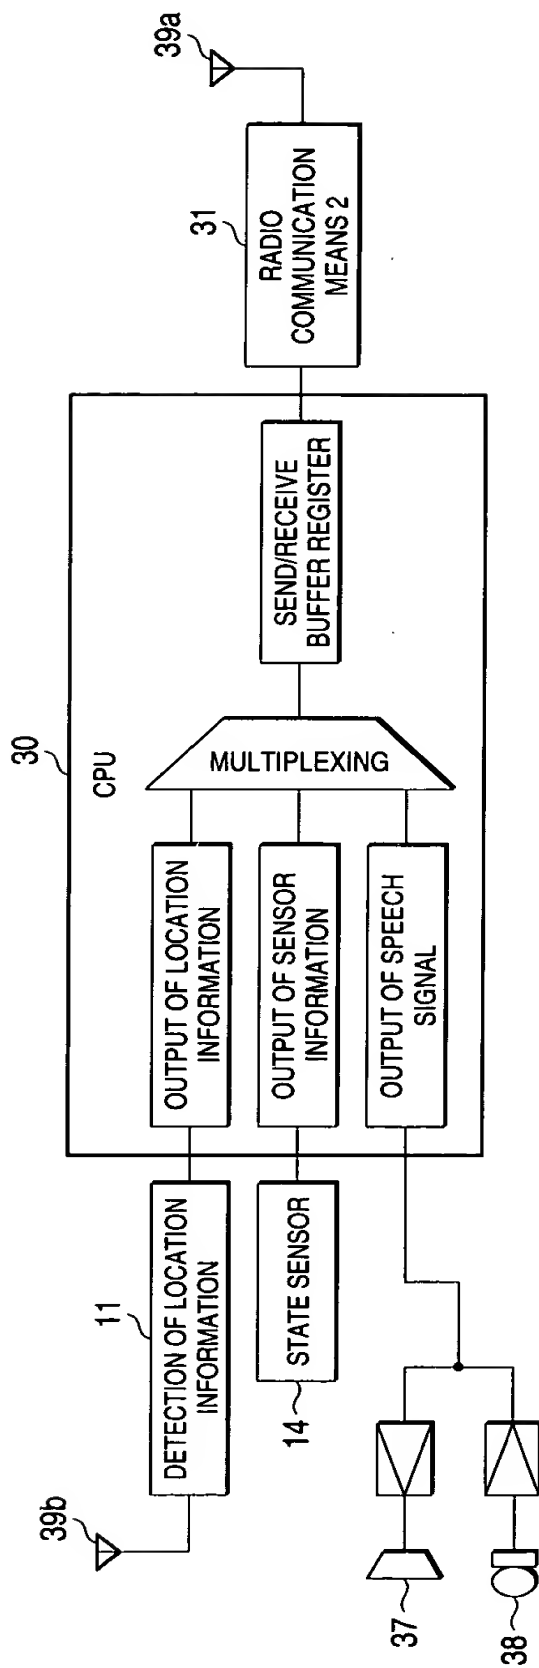 39b
11
DETECTION OF LOCATION
INFORMATION
14
STATE SENSOR
37
38
30
CPU
OUTPUT OF LOCATION
INFORMATION
OUTPUT OF SENSOR
INFORMATION
OUTPUT OF SPEECH
SIGNAL
MULTIPLEXING
SEND/RECEIVE
BUFFER REGISTER
31
RADIO
COMMUNICATION
MEANS 2
39a